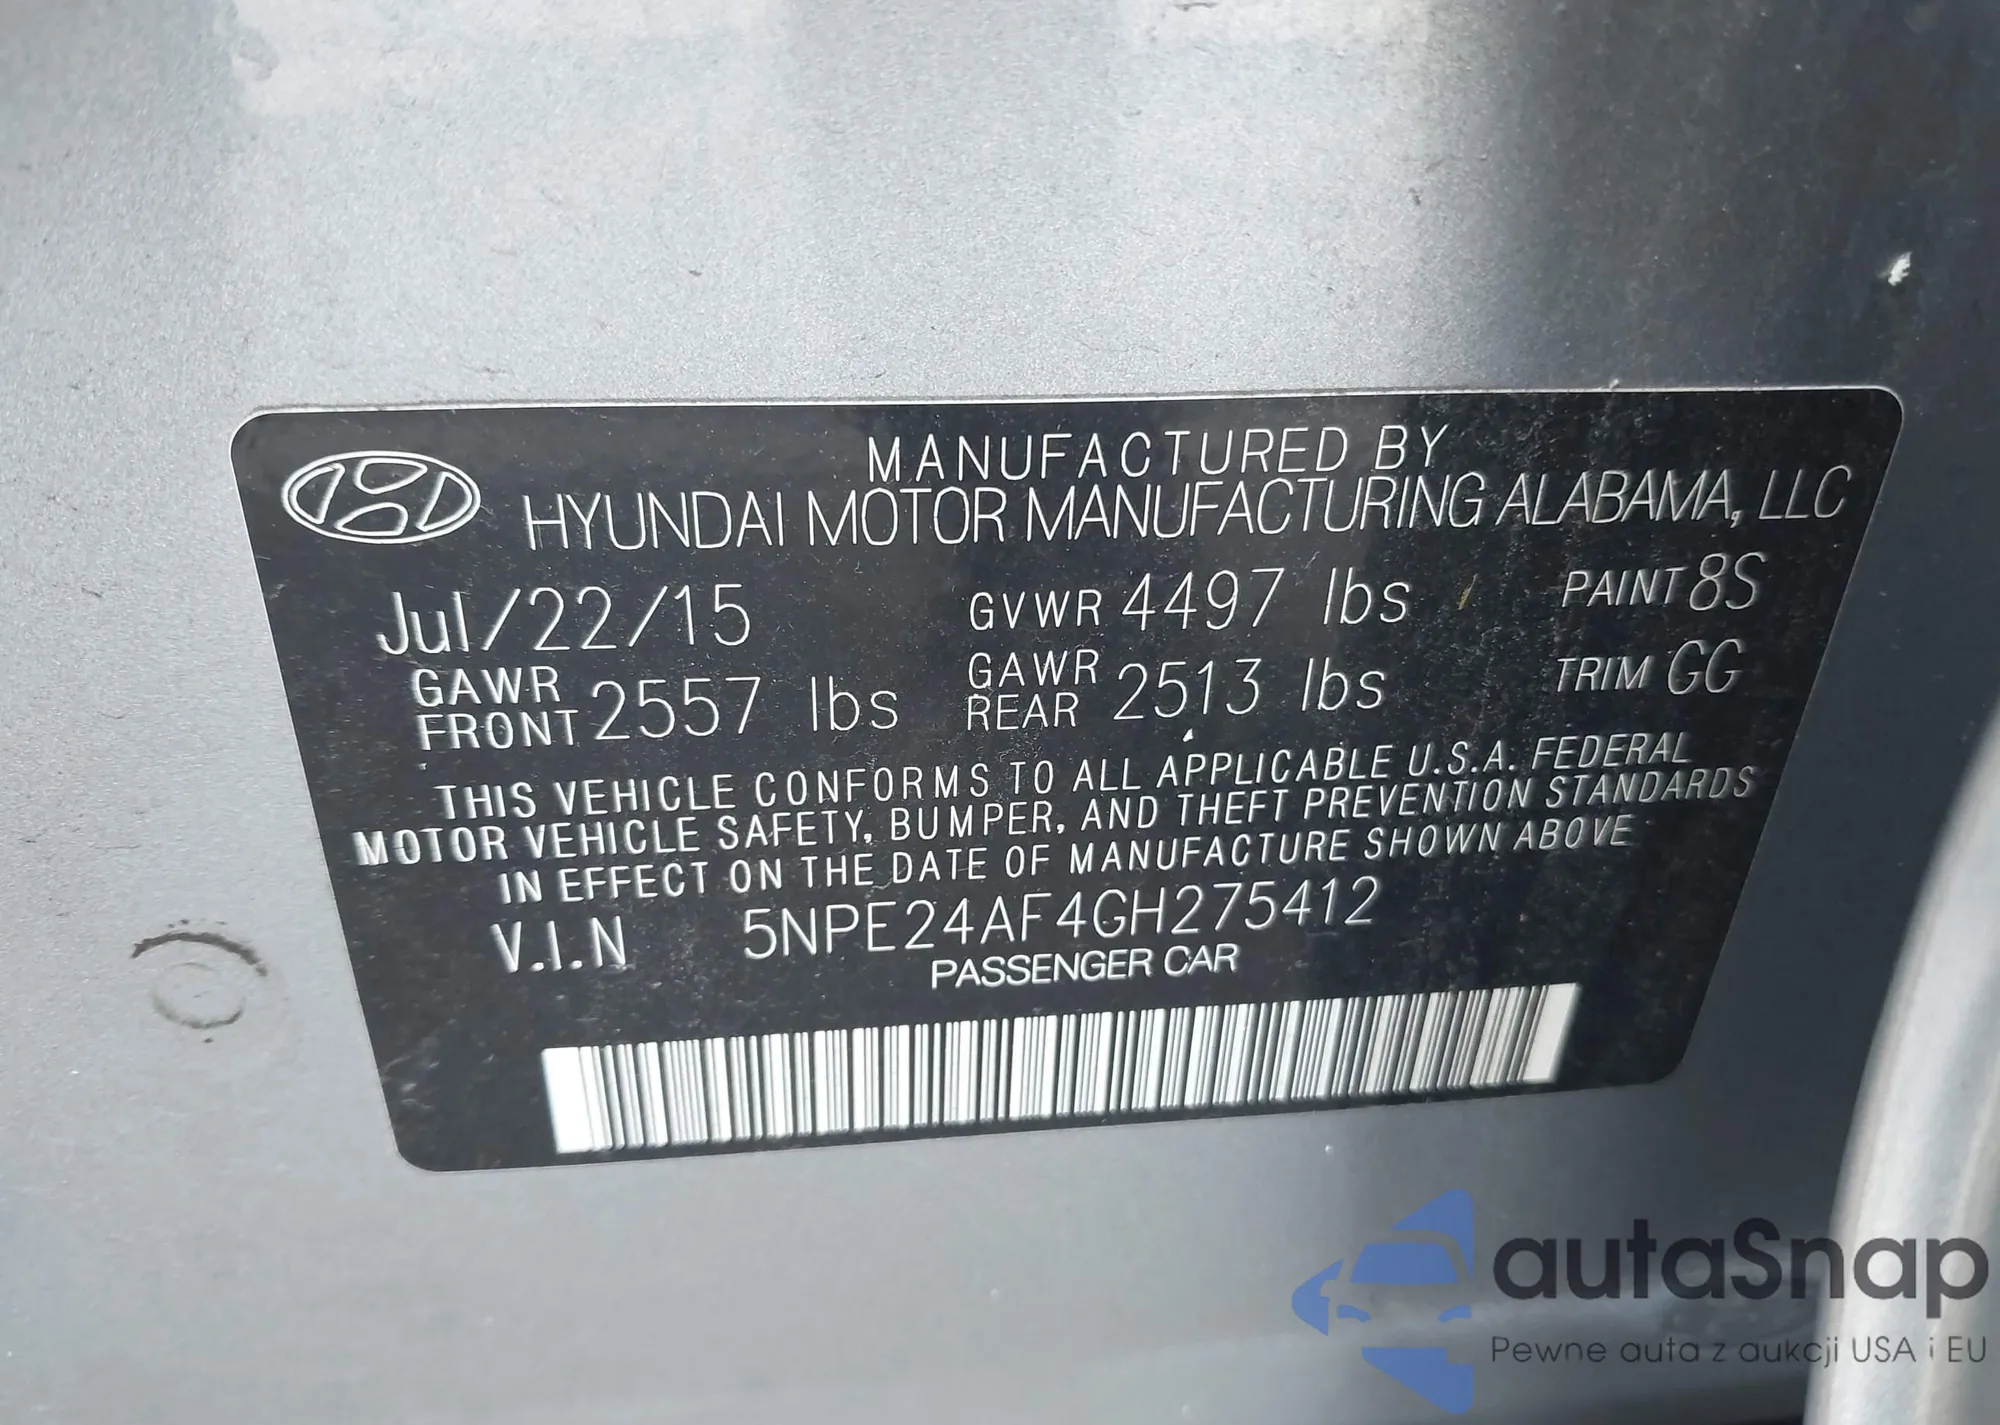 MANUFACTURED BY
HYUNDAI MOTOR MANUFACTURING ALABAMA, LLC
Jul/22/15 GVWR 4497 lbs PAINT 8S
GAWR FRONT 2557 lbs GAWR REAR 2513 lbs TRIM GG
THIS VEHICLE CONFORMS TO ALL APPLICABLE U.S.A. FEDERAL
MOTOR VEHICLE SAFETY, BUMPER, AND THEFT PREVENTION STANDARDS
IN EFFECT ON THE DATE OF MANUFACTURE SHOWN ABOVE
V.I.N 5NPE24AF4GH275412
PASSENGER CAR
autaSnap
Pewne auta z aukcji USA i EU